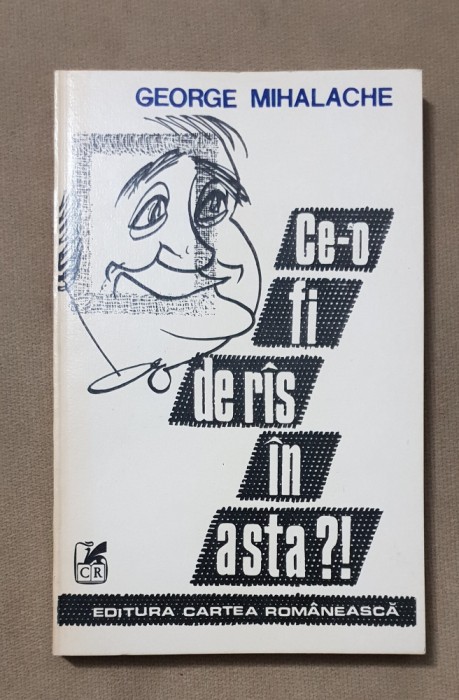 GEORGE MIHALACHE
Ce-o
fi
de rîs
în
asta?!
CR
EDITURA CARTEA ROMÂNEASCĂ